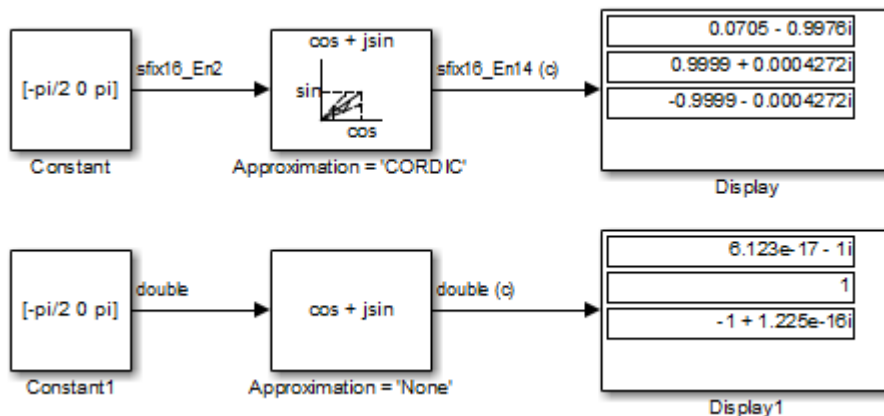 [-pi/2 0 pi]
Constant
sfix16_En2
cos + jsin
sin
cos
Approximation = 'CORDIC'
sfix16_En14 (c)
0.0705 - 0.9976i
0.9999 + 0.0004272i
-0.9999 - 0.0004272i
Display
[-pi/2 0 pi]
Constant1
double
cos + jsin
Approximation = 'None'
double (c)
6.123e-17 - 1i
1
-1 + 1.225e-16i
Display1